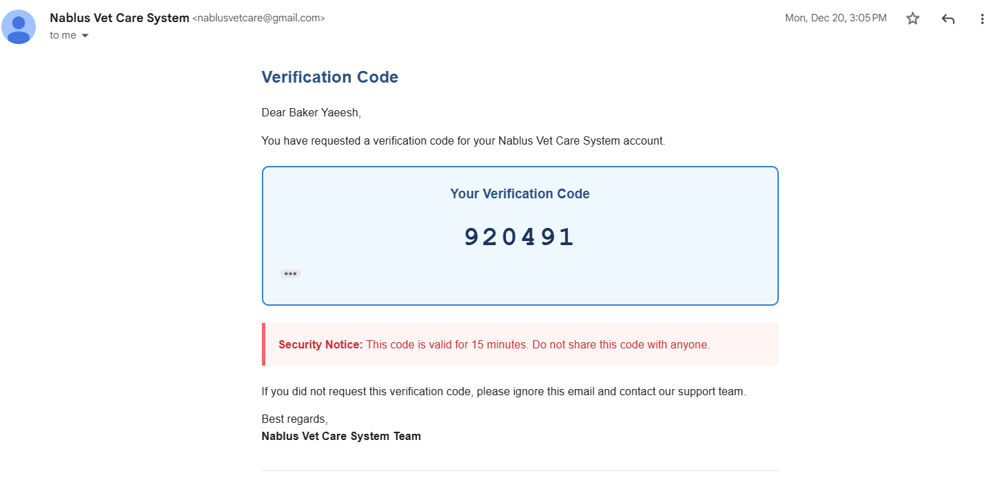 Nablus Vet Care System <nablusvetcare@gmail.com> Mon, Dec 20, 3:05 PM
to me
Verification Code
Dear Baker Yaeesh,
You have requested a verification code for your Nablus Vet Care System account.
Your Verification Code
920491
Security Notice: This code is valid for 15 minutes. Do not share this code with anyone.
If you did not request this verification code, please ignore this email and contact our support team.
Best regards,
Nablus Vet Care System Team